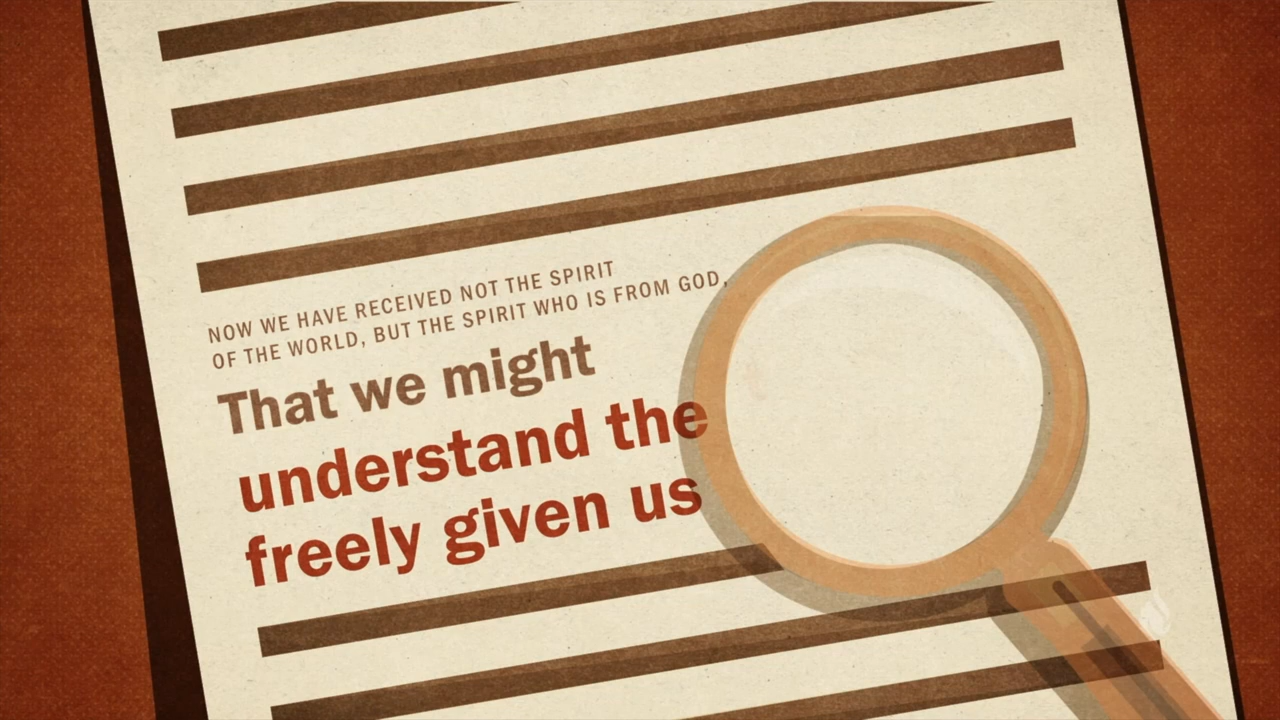 NOW WE HAVE RECEIVED NOT THE SPIRIT
OF THE WORLD, BUT THE SPIRIT WHO IS FROM GOD,
That we might
understand the
freely given us